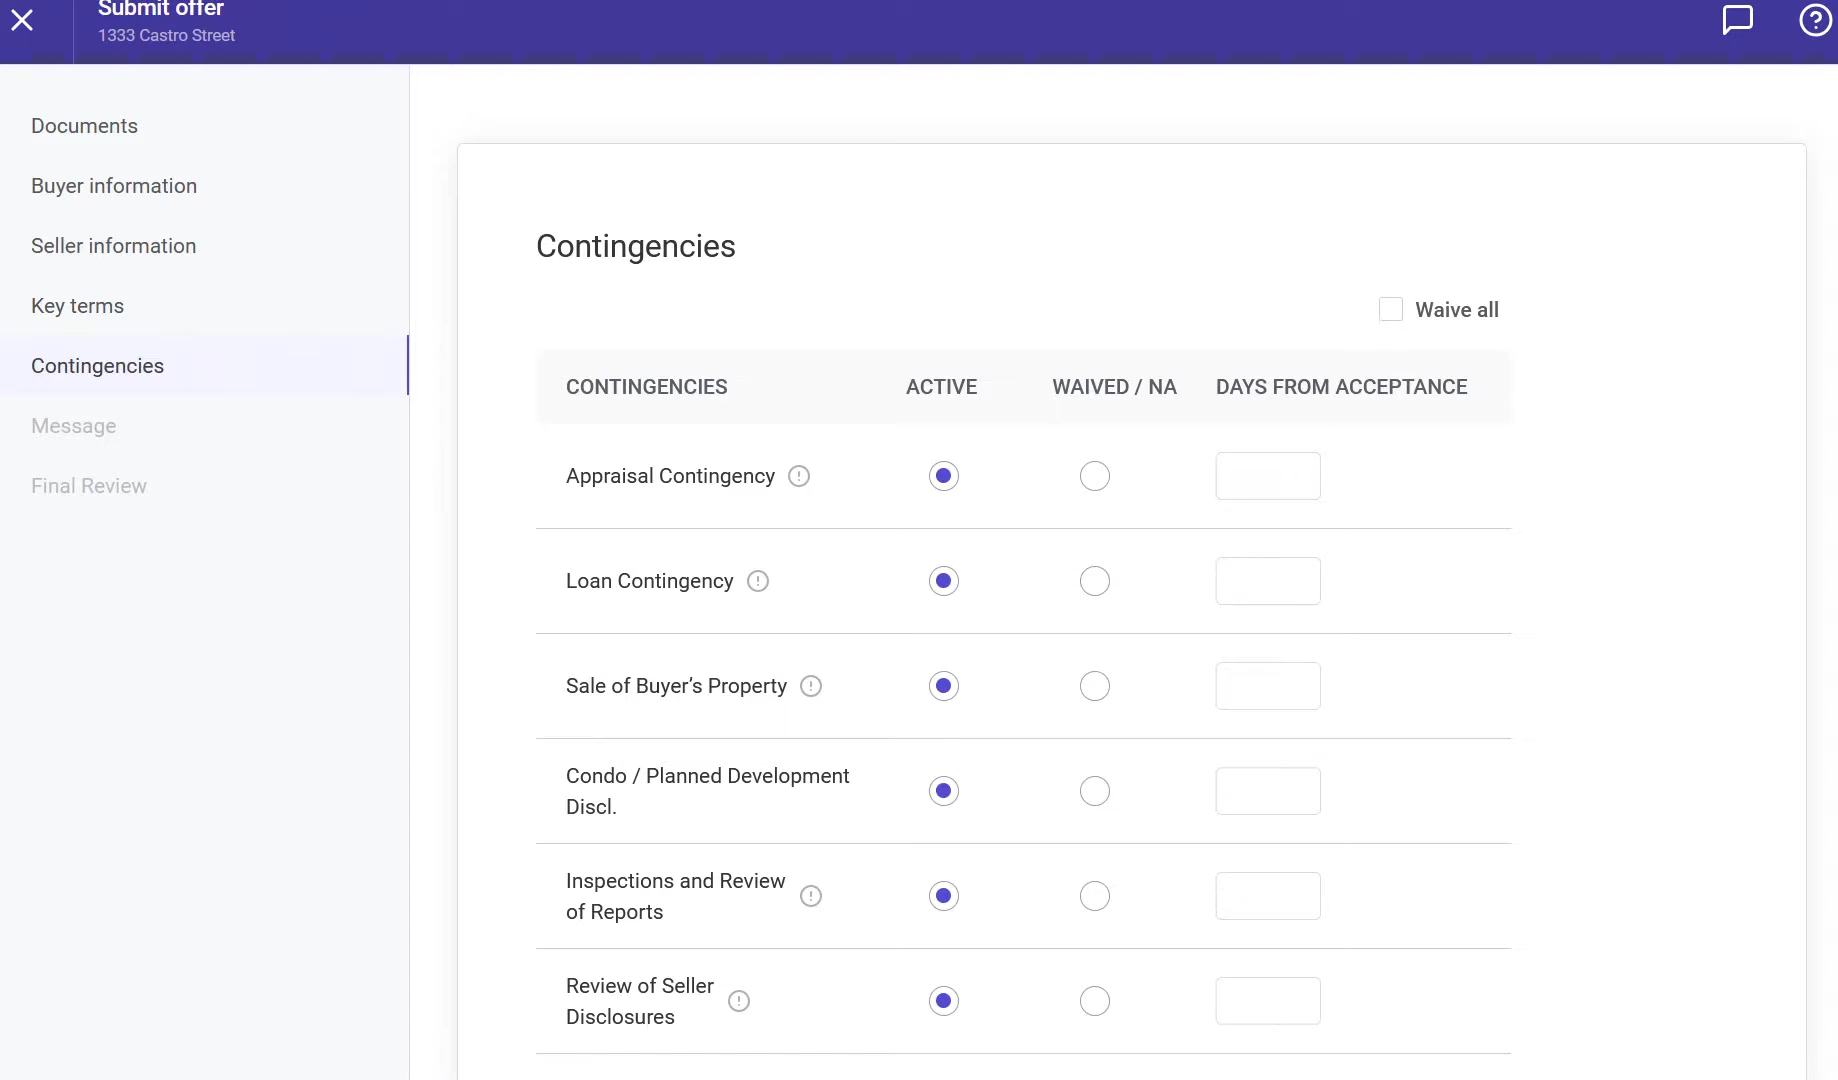 Submit offer
1333 Castro Street
Documents
Buyer information
Seller information
Key terms
Contingencies
Message
Final Review
Contingencies
Waive all
CONTINGENCIES ACTIVE WAIVED / NA DAYS FROM ACCEPTANCE
Appraisal Contingency
Loan Contingency
Sale of Buyer’s Property
Condo / Planned Development
Discl.
Inspections and Review
of Reports
Review of Seller
Disclosures